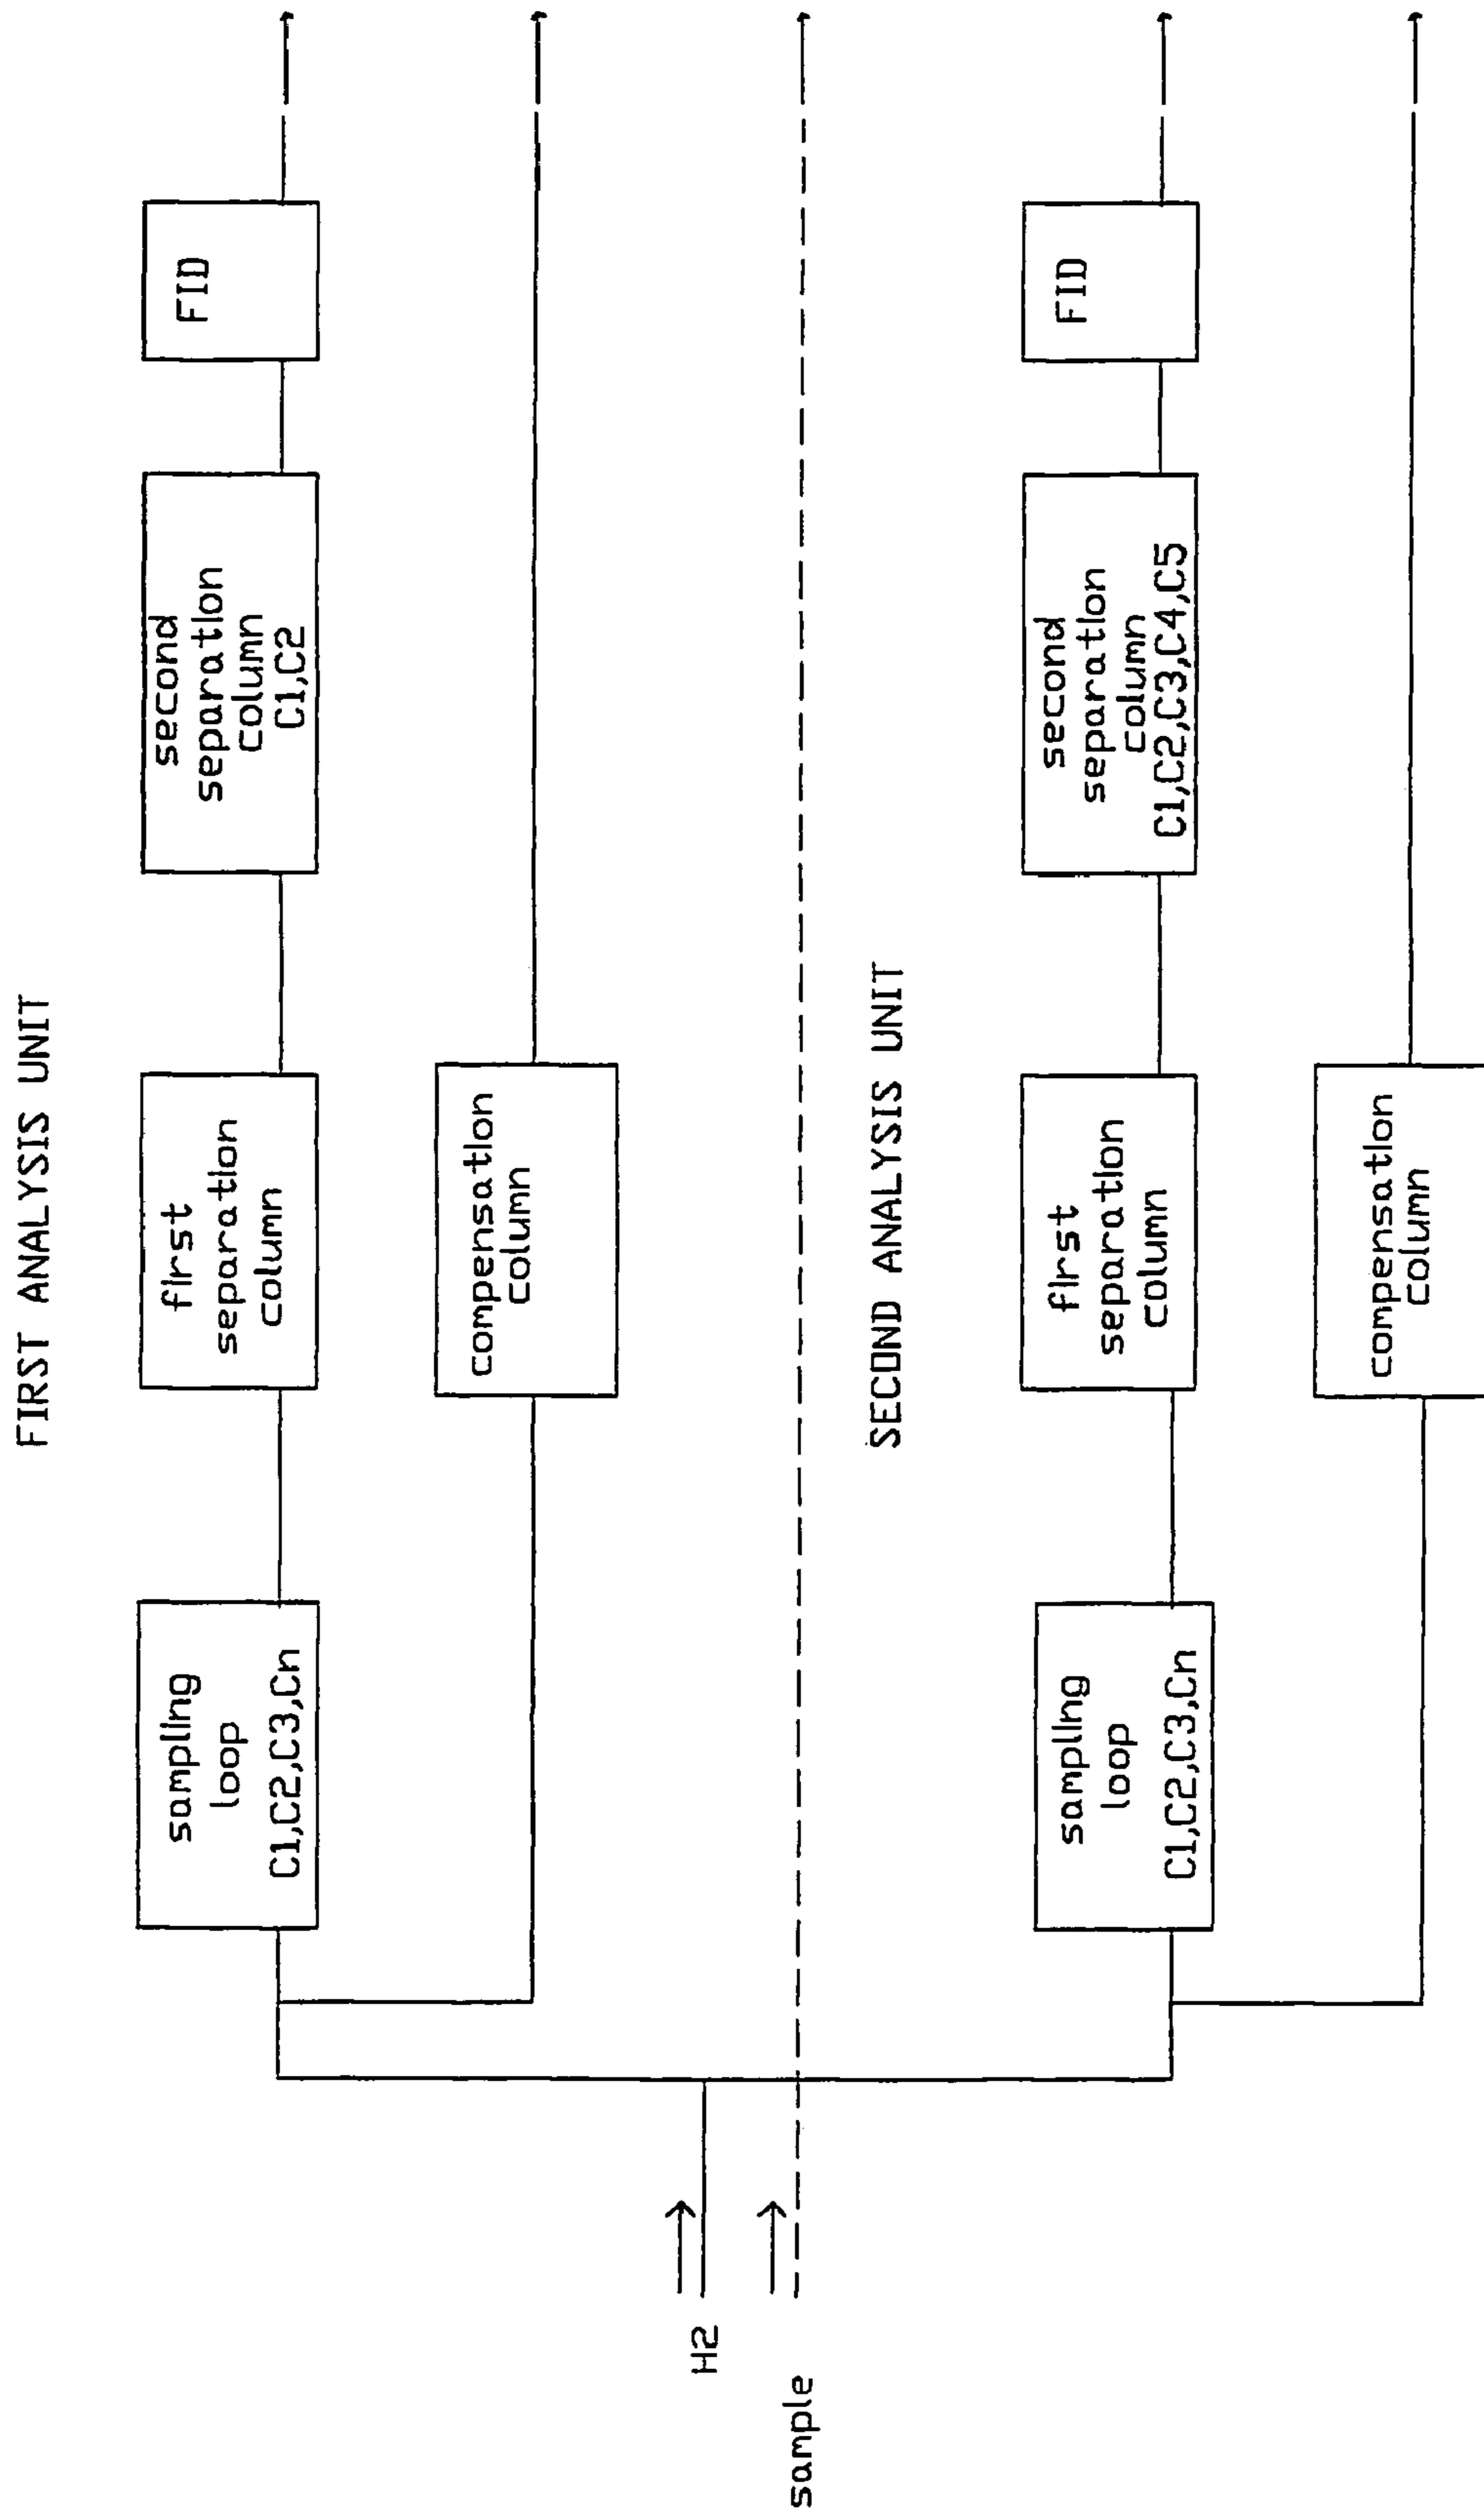 FIRST ANALYSIS UNIT
sampling
loop
C1,C2,C3,Cn
first
separation
column
second
separation
column
C1,C2
FID
compensation
column
H2
sample
SECOND ANALYSIS UNIT
sampling
loop
C1,C2,C3,Cn
first
separation
column
second
separation
column
C1,C2,C3,C4,C5
FID
compensation
column